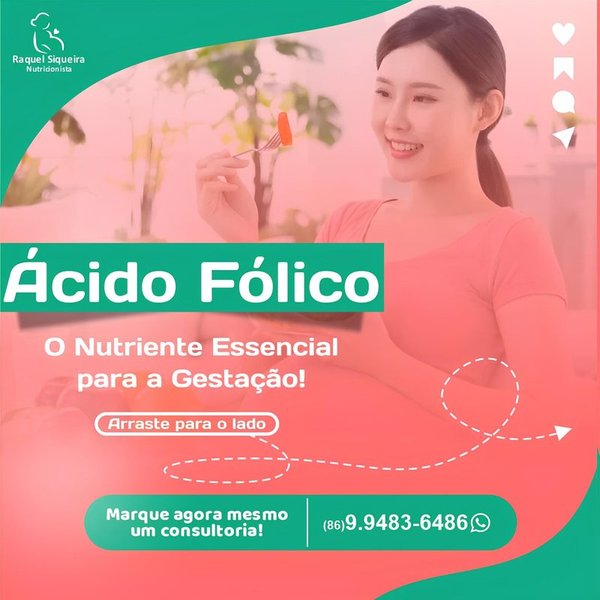 Raquel Siqueira
Nutricionista
Ácido Fólico
O Nutriente Essencial
para a Gestação!
Arraste para o lado
Marque agora mesmo
um consultoria!
(86)9.9483-6486